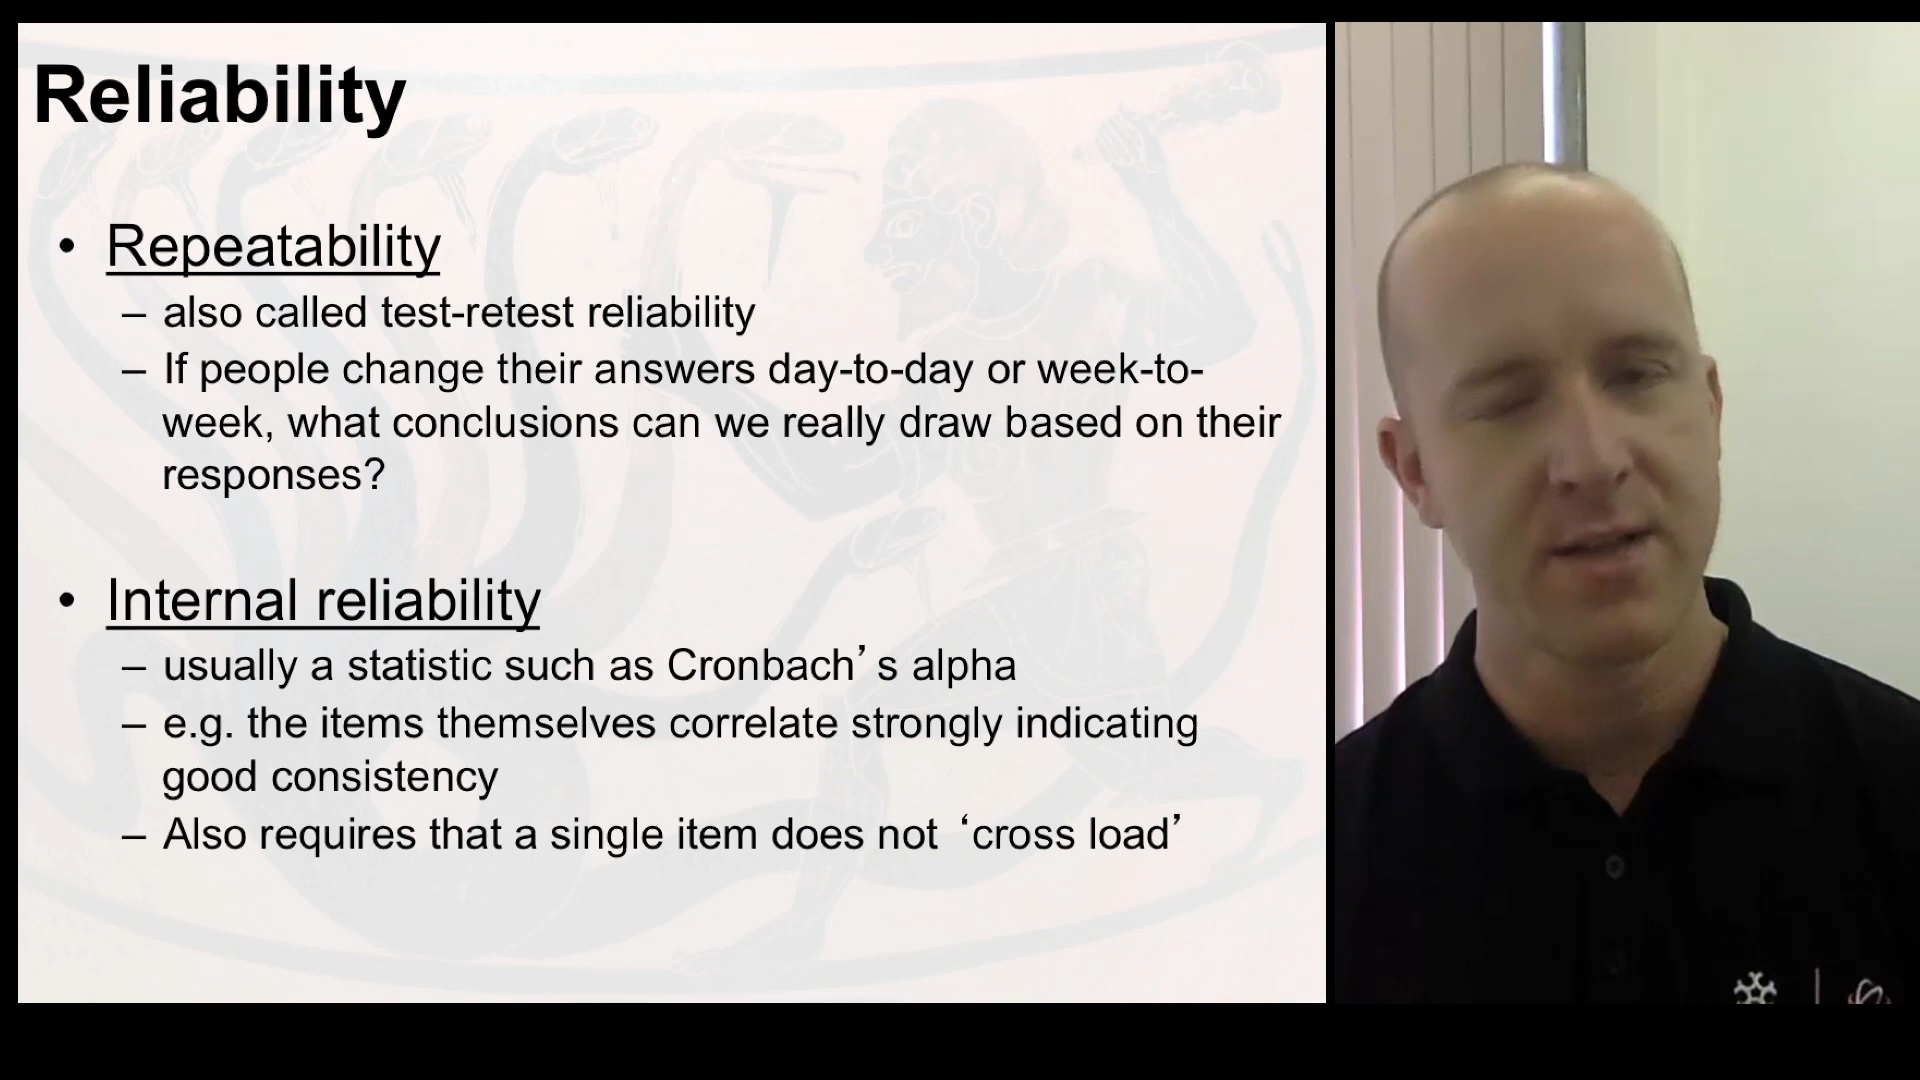 Reliability
• Repeatability
– also called test-retest reliability
– If people change their answers day-to-day or week-to-
week, what conclusions can we really draw based on their
responses?
• Internal reliability
– usually a statistic such as Cronbach’s alpha
– e.g. the items themselves correlate strongly indicating
good consistency
– Also requires that a single item does not ‘cross load’